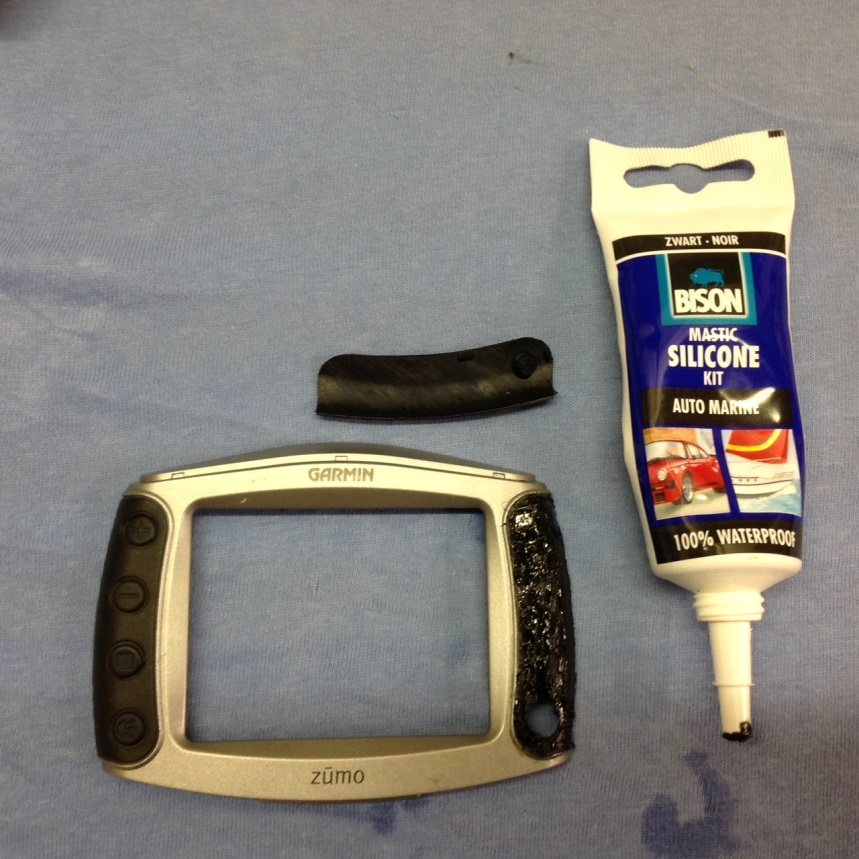 ZWART - NOIR
BISON
MASTIC
SILICONE
KIT
AUTO MARINE
100% WATERPROOF
GARMIN
zūmo